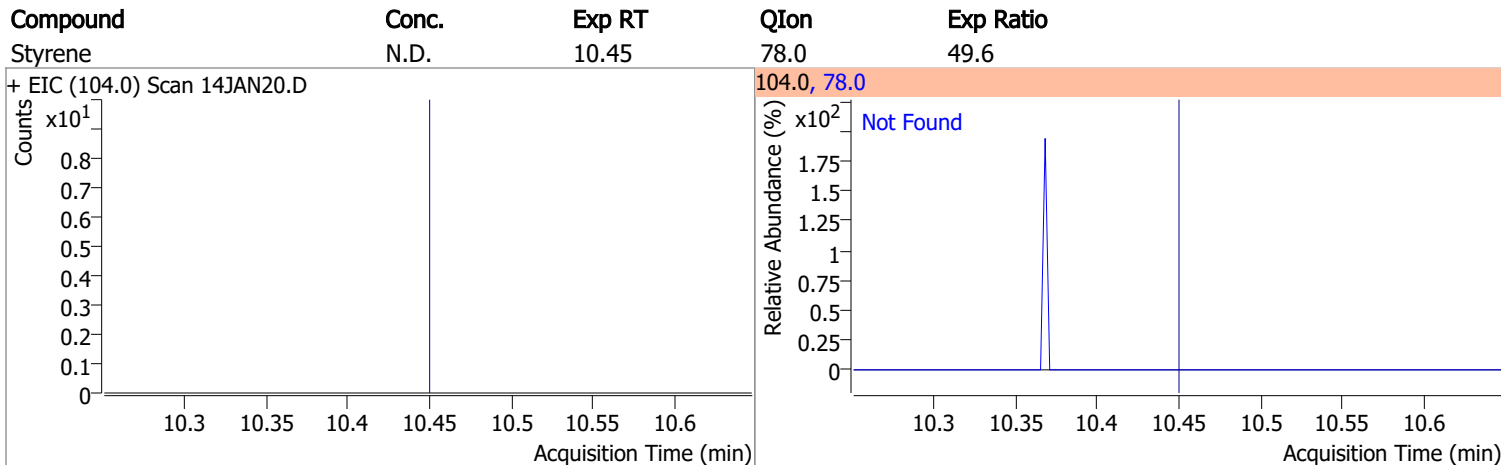 Compound Conc. Exp RT QIon Exp Ratio
Styrene N.D. 10.45 78.0 49.6
+ EIC (104.0) Scan 14JAN20.D
Counts
x10¹
0.8
0.7
0.6
0.5
0.4
0.3
0.2
0.1
0
10.3 10.35 10.4 10.45 10.5 10.55 10.6
Acquisition Time (min)
104.0, 78.0
Relative Abundance (%)
x10²
Not Found
1.75
1.5
1.25
1
0.75
0.5
0.25
0
10.3 10.35 10.4 10.45 10.5 10.55 10.6
Acquisition Time (min)